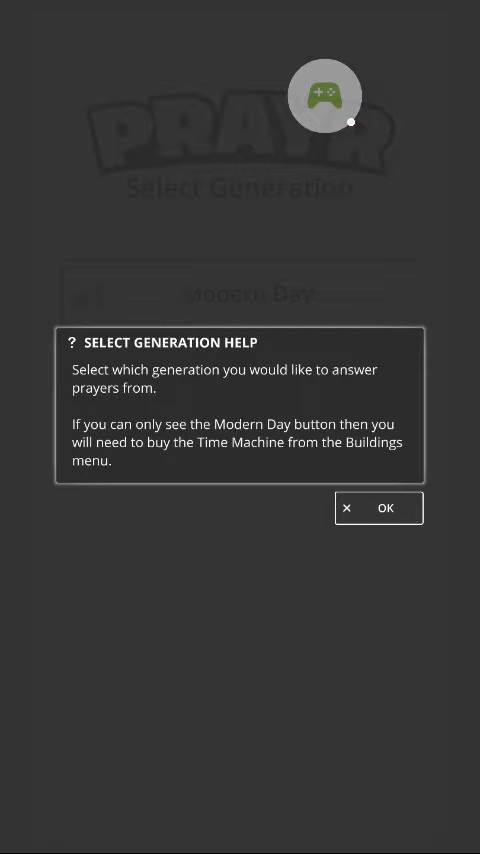 PRAYR
Select Generation
Modern Day
? SELECT GENERATION HELP
Select which generation you would like to answer
prayers from.
If you can only see the Modern Day button then you
will need to buy the Time Machine from the Buildings
menu.
× OK